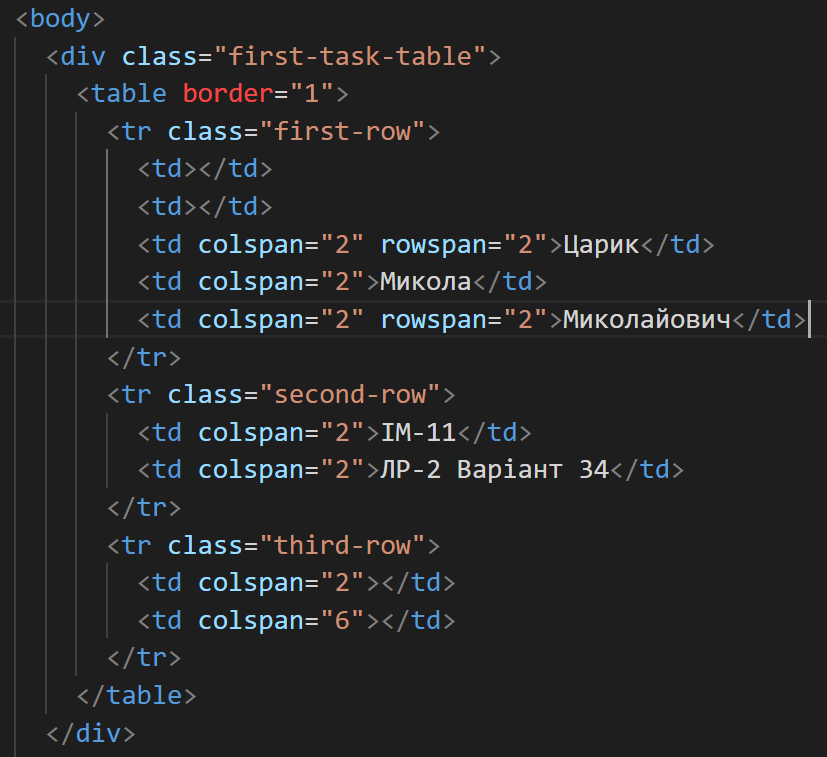 <body>
<div class="first-task-table">
<table border="1">
<tr class="first-row">
<td></td>
<td></td>
<td colspan="2" rowspan="2">Царик</td>
<td colspan="2">Микола</td>
<td colspan="2" rowspan="2">Миколайович</td>
</tr>
<tr class="second-row">
<td colspan="2">ІМ-11</td>
<td colspan="2">ЛР-2 Варіант 34</td>
</tr>
<tr class="third-row">
<td colspan="2"></td>
<td colspan="6"></td>
</tr>
</table>
</div>